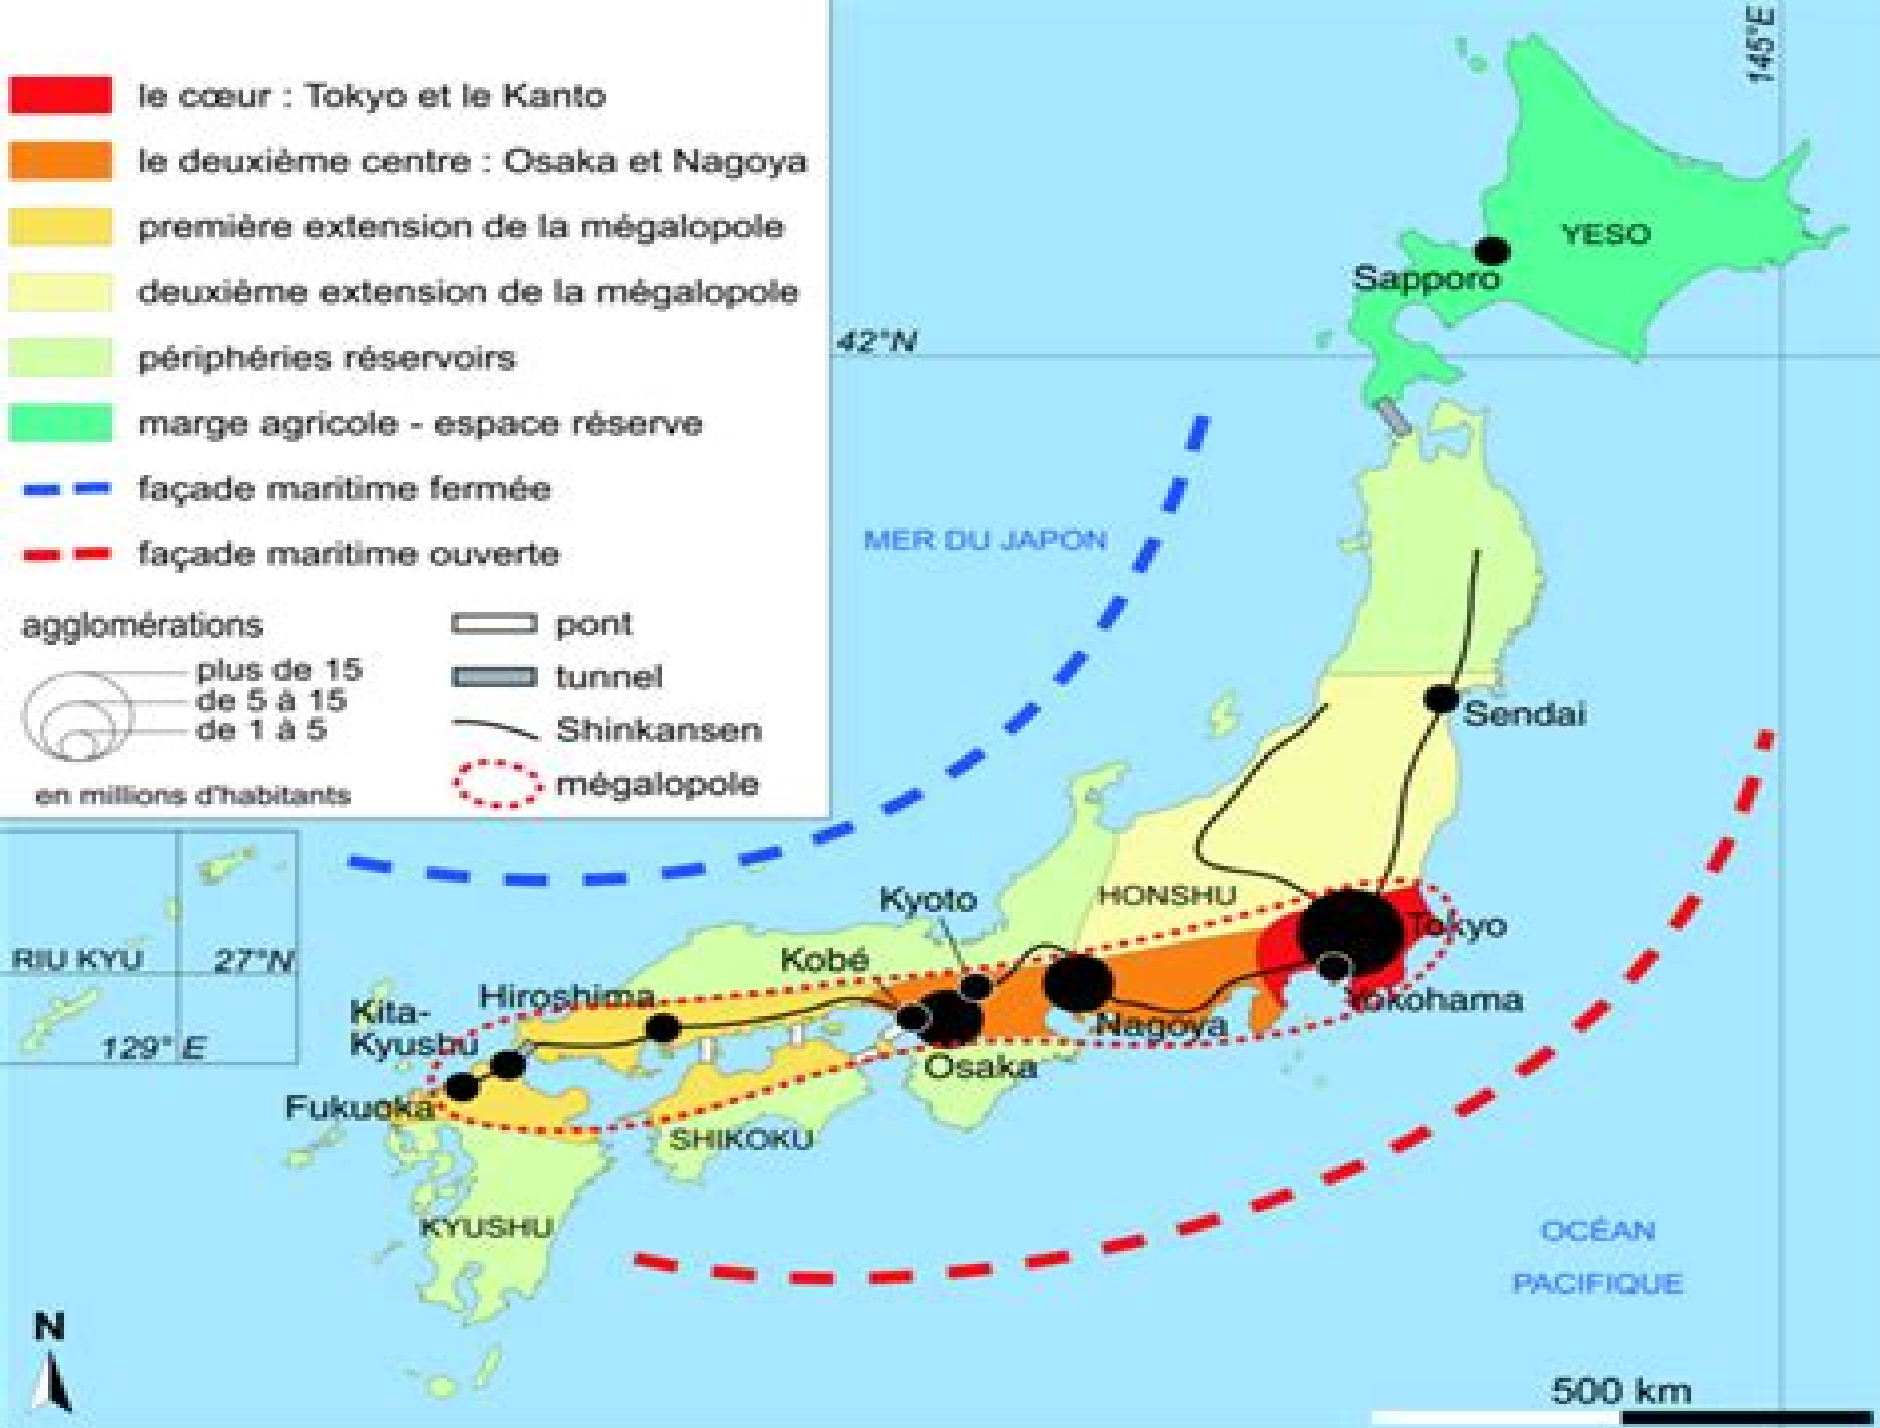 le cœur : Tokyo et le Kanto
le deuxième centre : Osaka et Nagoya
première extension de la mégalopole
deuxième extension de la mégalopole
périphéries réservoirs
marge agricole - espace réserve
façade maritime fermée
façade maritime ouverte
agglomérations
plus de 15
de 5 à 15
de 1 à 5
en millions d'habitants
pont
tunnel
Shinkansen
mégalopole
145°E
YESO
Sapporo
42°N
MER DU JAPON
Sendai
Kyoto
HONSHU
Tokyo
RIU KYU
27°N
129° E
Kobé
Hiroshima
Kita-
Kyushu
Yokohama
Nagoya
Osaka
Fukuoka
SHIKOKU
KYUSHU
OCÉAN
PACIFIQUE
N
500 km